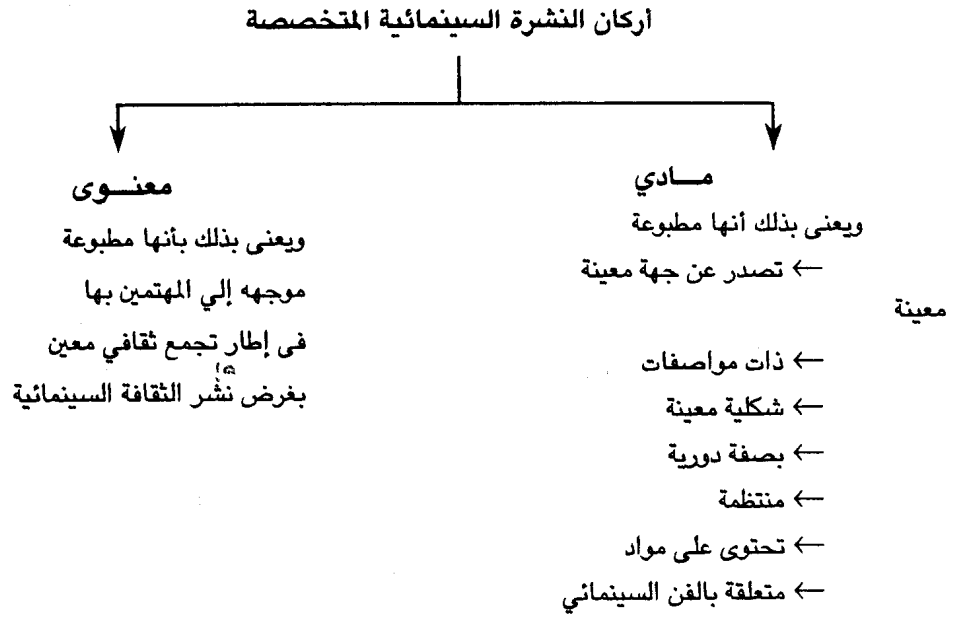 أركان النشرة السينمائية المتخصصة
مـــادي
ويعنى بذلك أنها مطبوعة
← تصدر عن جهة معينة
معينة
← ذات مواصفات
← شكلية معينة
← بصفة دورية
← منتظمة
← تحتوى على مواد
← متعلقة بالفن السينمائي
معنـــوى
ويعنى بذلك بأنها مطبوعة
موجهه إلي المهتمين بها
فى إطار تجمع ثقافي معين
بغرض نشر الثقافة السينمائية